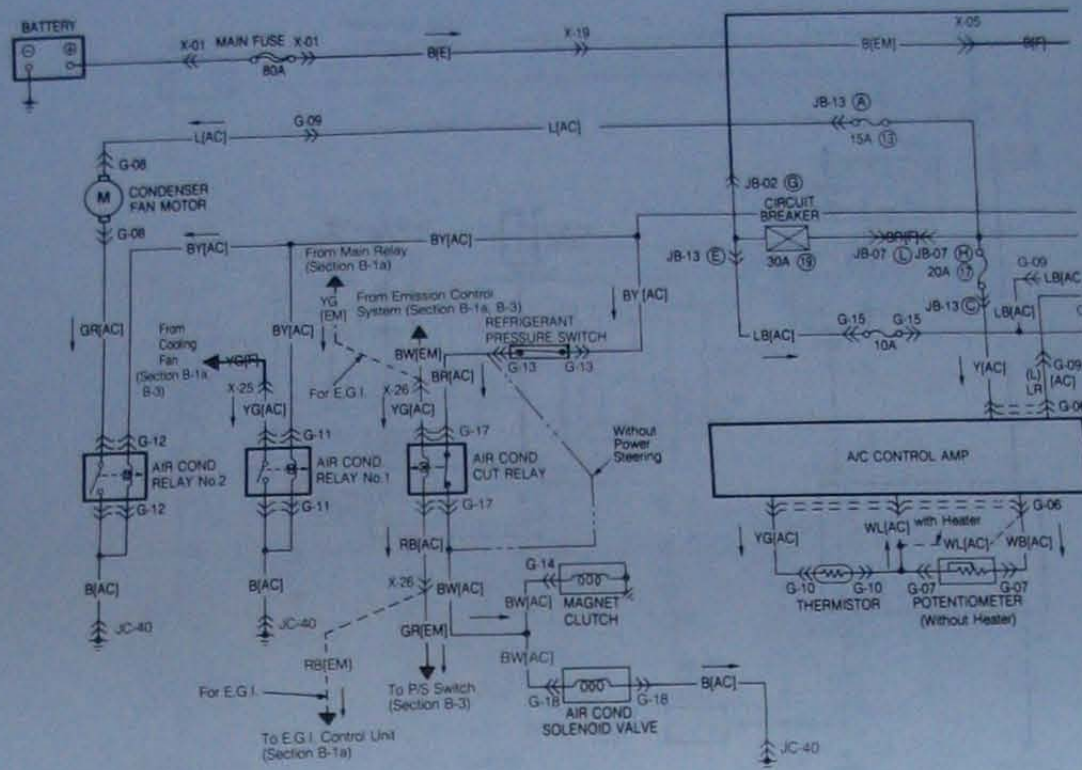 BATTERY
X-01 MAIN FUSE X-01
80A
B[E]
X-19
B[EM]
X-05
B[F]
JB-13 Ⓐ
15A
L[AC]
G-09
L[AC]
G-08
M
CONDENSER
FAN MOTOR
G-08
JB-02 Ⓖ
CIRCUIT
BREAKER
30A ⑲
JB-13 Ⓔ
BR[F]
JB-07 Ⓛ JB-07 Ⓗ
20A ⑰
JB-13 Ⓒ
G-09
LB[AC
LB[AC]
BY[AC]
BY[AC]
From Main Relay
(Section B-1a)
YG
[EM]
From Emission Control
System (Section B-1a, B-3)
REFRIGERANT
PRESSURE SWITCH
G-13 G-13
BY [AC]
LB[AC]
G-15 G-15
10A
Y[AC]
(L)
LR
G-09
[AC]
GR[AC]
From
Cooling
Fan
(Section B-1a
B-3)
YG[F]
X-25
YG[AC]
BY[AC]
BW[EM]
BR[AC]
For E.G.I.
X-26
YG[AC]
Without
Power
Steering
G-12
AIR COND
RELAY No.2
G-12
G-11
AIR COND
RELAY No.1
G-11
G-17
AIR COND
CUT RELAY
G-17
A/C CONTROL AMP
G-06
YG[AC]
WL[AC]
with Heater
WL[AC]
WB[AC]
G-10 G-10
THERMISTOR
G-07 G-07
POTENTIOMETER
(Without Heater)
B[AC]
JC-40
B[AC]
JC-40
RB[AC]
X-26
BW[AC]
GR[EM]
G-14
MAGNET
CLUTCH
BW[AC]
BW[AC]
RB[EM]
For E.G.I.
To P/S Switch
(Section B-3)
To E.G.I. Control Unit
(Section B-1a)
G-18 G-18
AIR COND
SOLENOID VALVE
B[AC]
JC-40